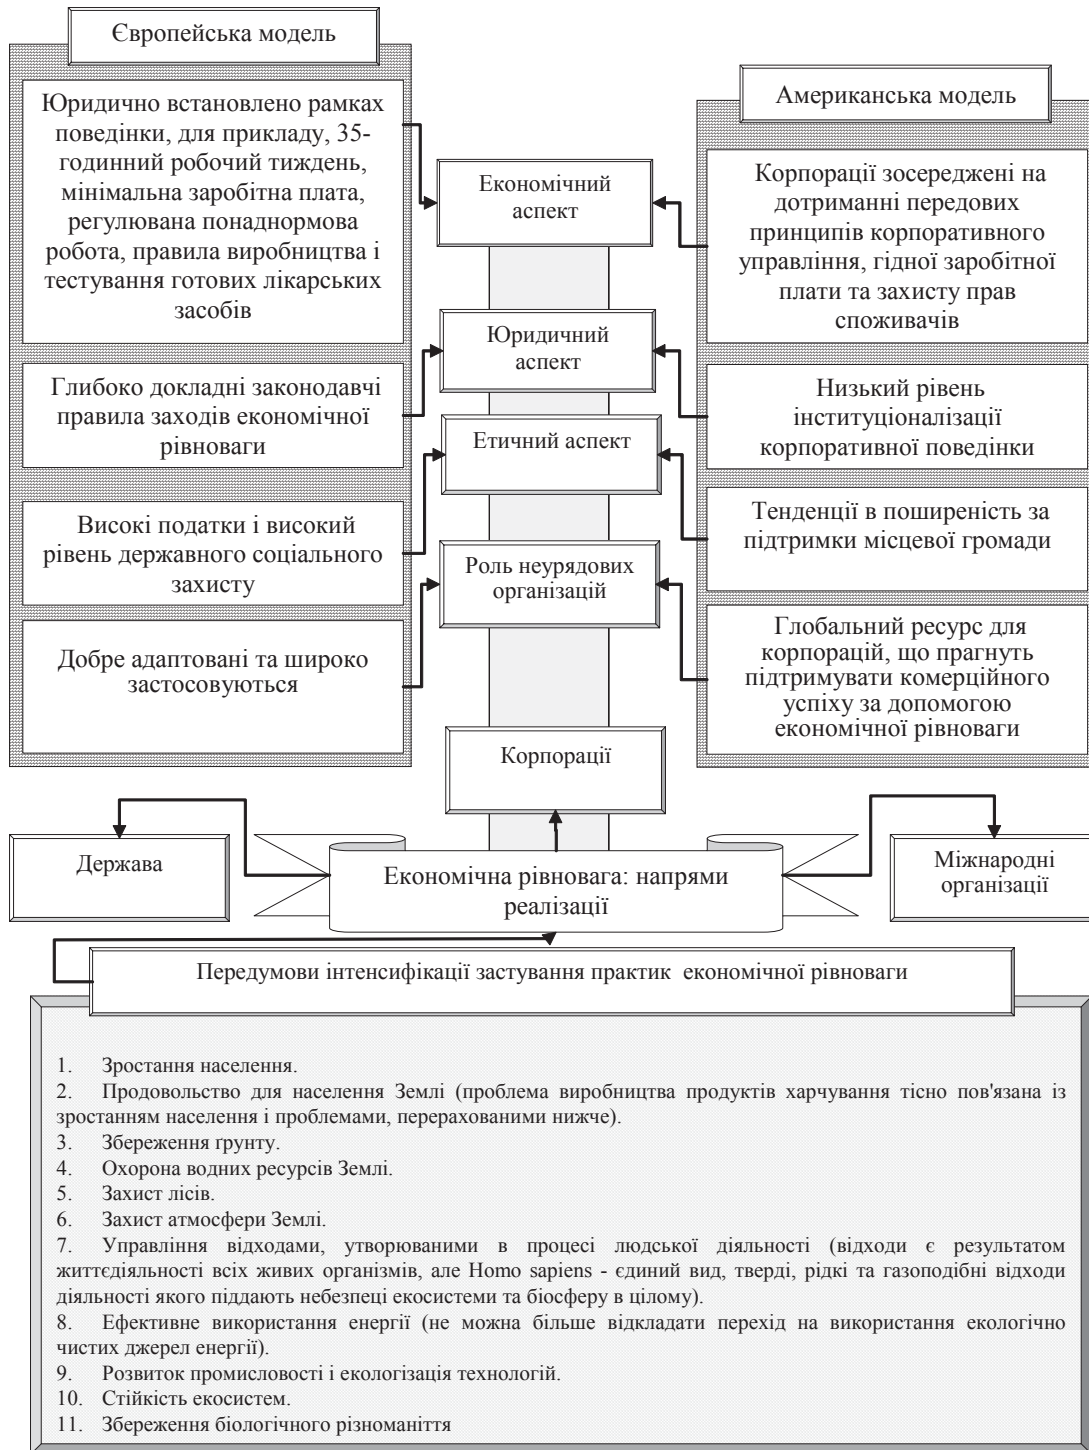 Європейська модель
Юридично встановлено рамках
поведінки, для прикладу, 35-
годинний робочий тиждень,
мінімальна заробітна плата,
регулювана понаднормова
робота, правила виробництва і
тестування готових лікарських
засобів
Глибоко докладні законодавчі
правила заходів економічної
рівноваги
Високі податки і високий
рівень державного соціального
захисту
Добре адаптовані та широко
застосовуються
Економічний
аспект
Юридичний
аспект
Етичний аспект
Роль неурядових
організацій
Корпорації
Американська модель
Корпорації зосереджені на
дотриманні передових
принципів корпоративного
управління, гідної заробітної
плати та захисту прав
споживачів
Низький рівень
інституціоналізації
корпоративної поведінки
Тенденції в поширеність за
підтримки місцевої громади
Глобальний ресурс для
корпорацій, що прагнуть
підтримувати комерційного
успіху за допомогою
економічної рівноваги
Держава
Економічна рівновага: напрями
реалізації
Міжнародні
організації
Передумови інтенсифікації застування практик економічної рівноваги
1. Зростання населення.
2. Продовольство для населення Землі (проблема виробництва продуктів харчування тісно пов'язана із
зростанням населення і проблемами, перерахованими нижче).
3. Збереження ґрунту.
4. Охорона водних ресурсів Землі.
5. Захист лісів.
6. Захист атмосфери Землі.
7. Управління відходами, утворюваними в процесі людської діяльності (відходи є результатом
життєдіяльності всіх живих організмів, але Homo sapiens - єдиний вид, тверді, рідкі та газоподібні відходи
діяльності якого піддають небезпеці екосистеми та біосферу в цілому).
8. Ефективне використання енергії (не можна більше відкладати перехід на використання екологічно
чистих джерел енергії).
9. Розвиток промисловості і екологізація технологій.
10. Стійкість екосистем.
11. Збереження біологічного різноманіття